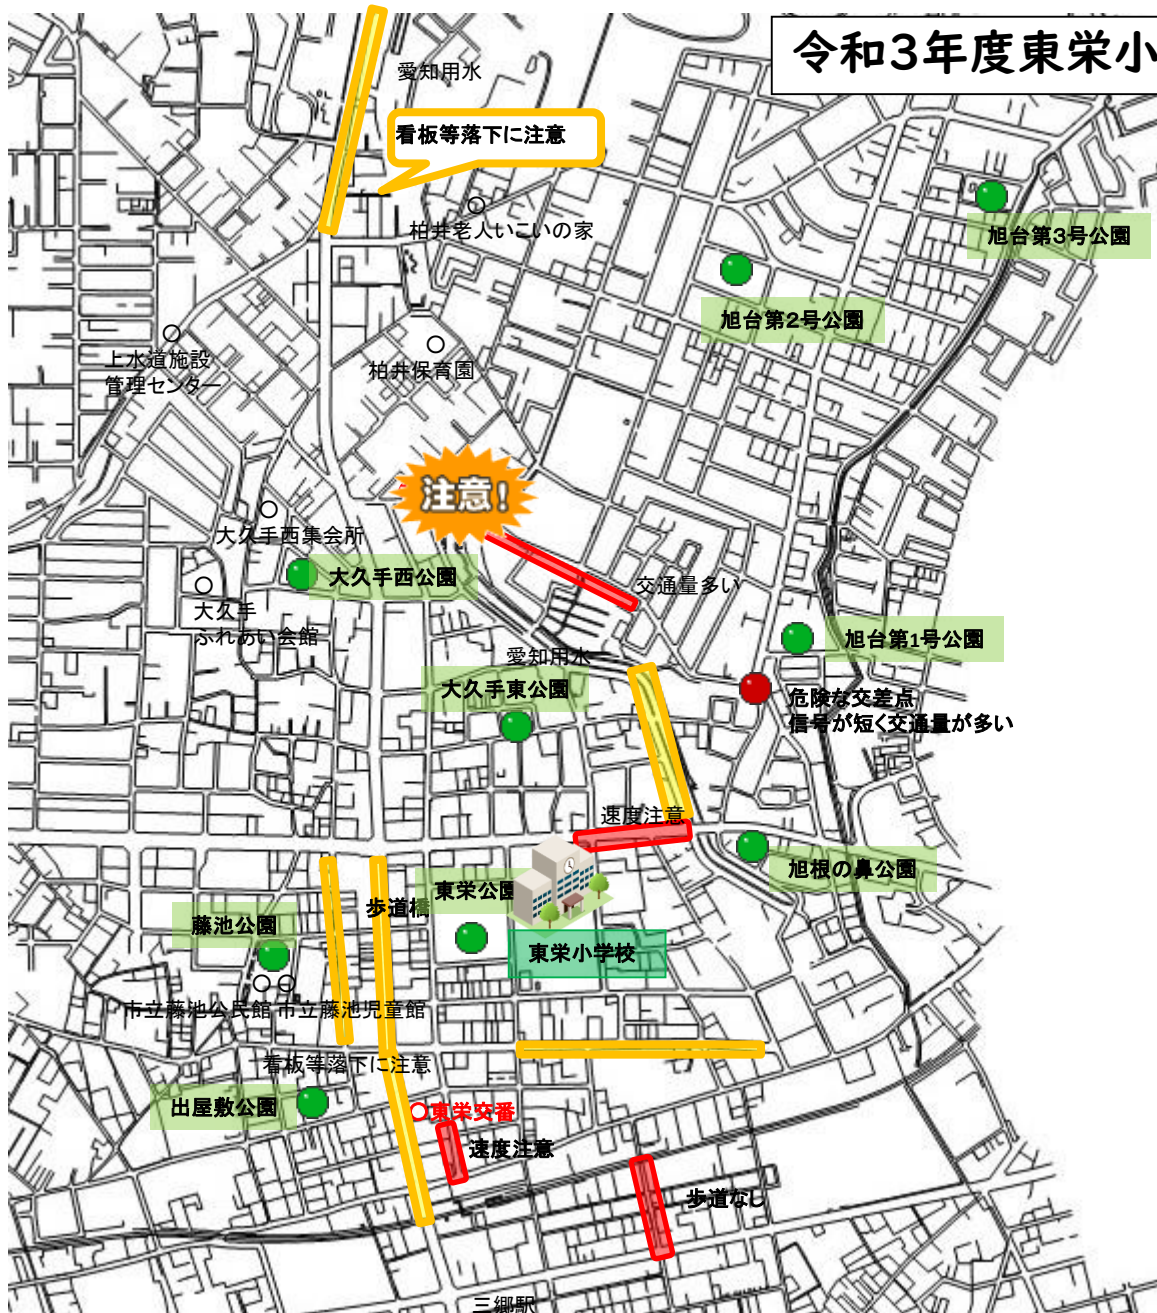 令和3年度東栄小
愛知用水
看板等落下に注意
柏井老人いこいの家
旭台第3号公園
旭台第2号公園
上水道施設
管理センター
柏井保育園
注意!
大久手西集会所
大久手西公園
交通量多い
大久手
ふれあい会館
旭台第1号公園
愛知用水
大久手東公園
危険な交差点
信号が短く交通量が多い
速度注意
旭根の鼻公園
東栄公園
歩道橋
藤池公園
東栄小学校
市立藤池公民館
市立藤池児童館
看板等落下に注意
出屋敷公園
東栄交番
速度注意
歩道なし
三郷駅